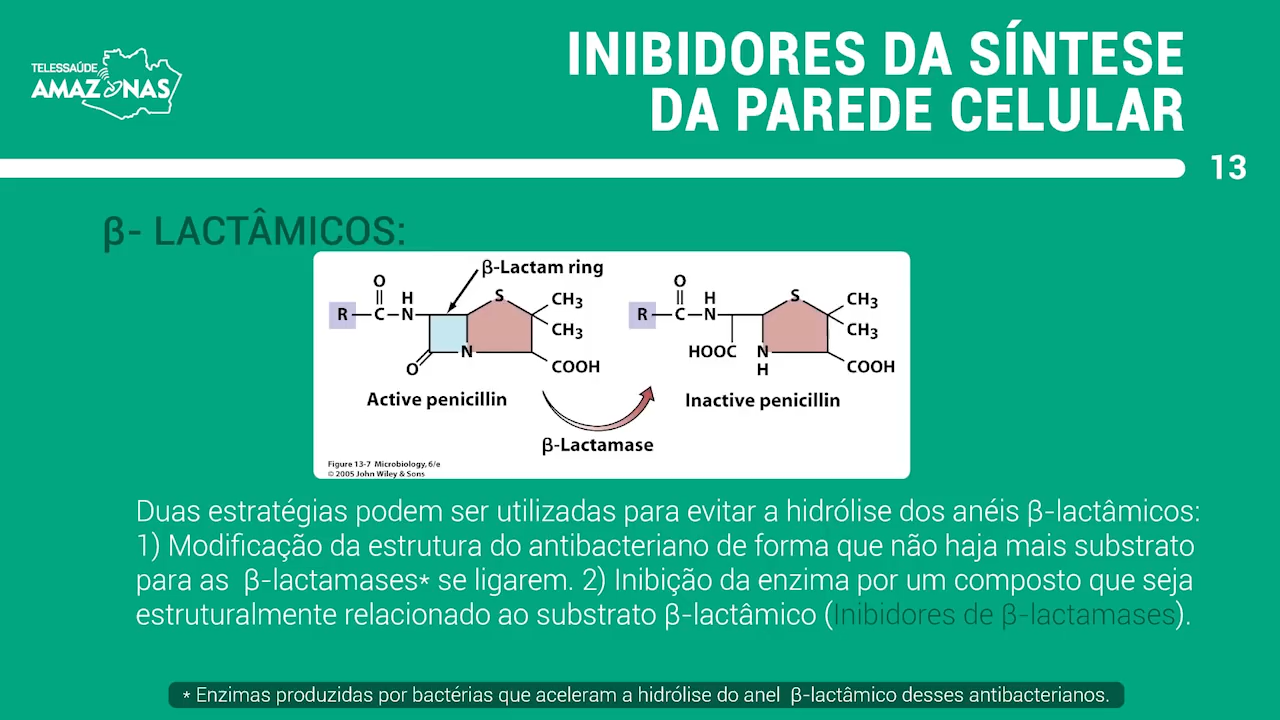 TELESSAÚDE
AMAZONAS
INIBIDORES DA SÍNTESE
DA PAREDE CELULAR
13
β- LACTÂMICOS:
β-Lactam ring
O
H
R C N
S
CH3
CH3
N
O
COOH
Active penicillin
O
H
R C N
S
CH3
CH3
HOOC N
H
COOH
Inactive penicillin
β-Lactamase
Figure 13-7 Microbiology, 6/e
© 2005 John Wiley & Sons
Duas estratégias podem ser utilizadas para evitar a hidrólise dos anéis β-lactâmicos:
1) Modificação da estrutura do antibacteriano de forma que não haja mais substrato
para as β-lactamases* se ligarem. 2) Inibição da enzima por um composto que seja
estruturalmente relacionado ao substrato β-lactâmico (Inibidores de β-lactamases).
* Enzimas produzidas por bactérias que aceleram a hidrólise do anel β-lactâmico desses antibacterianos.